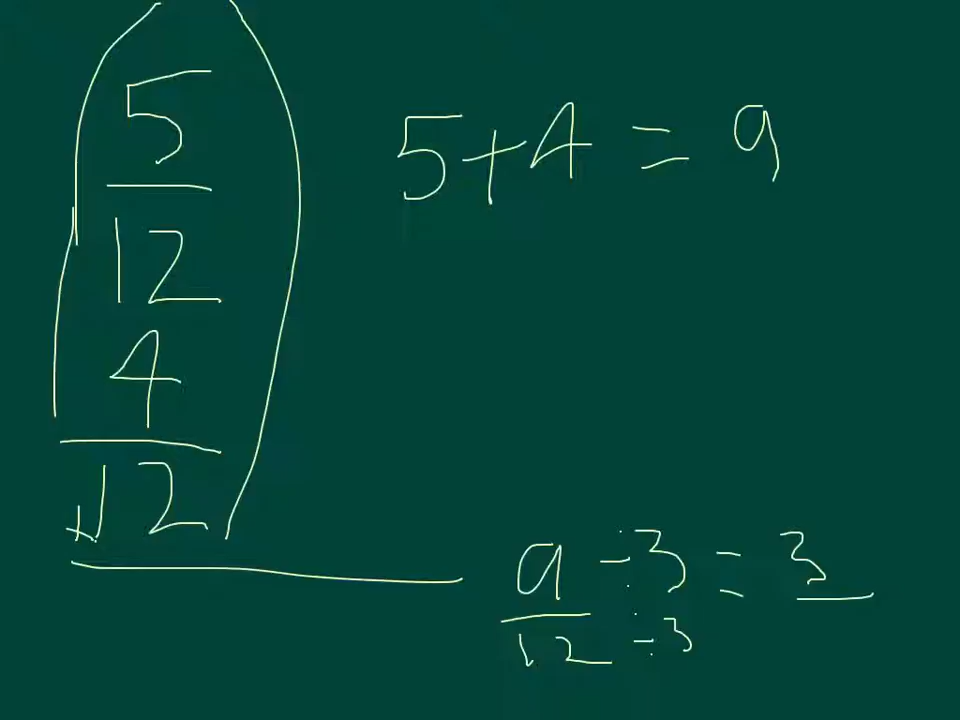 5
12
4
+ 12
5+4 = 9
9 ÷3 = 3
12 ÷3